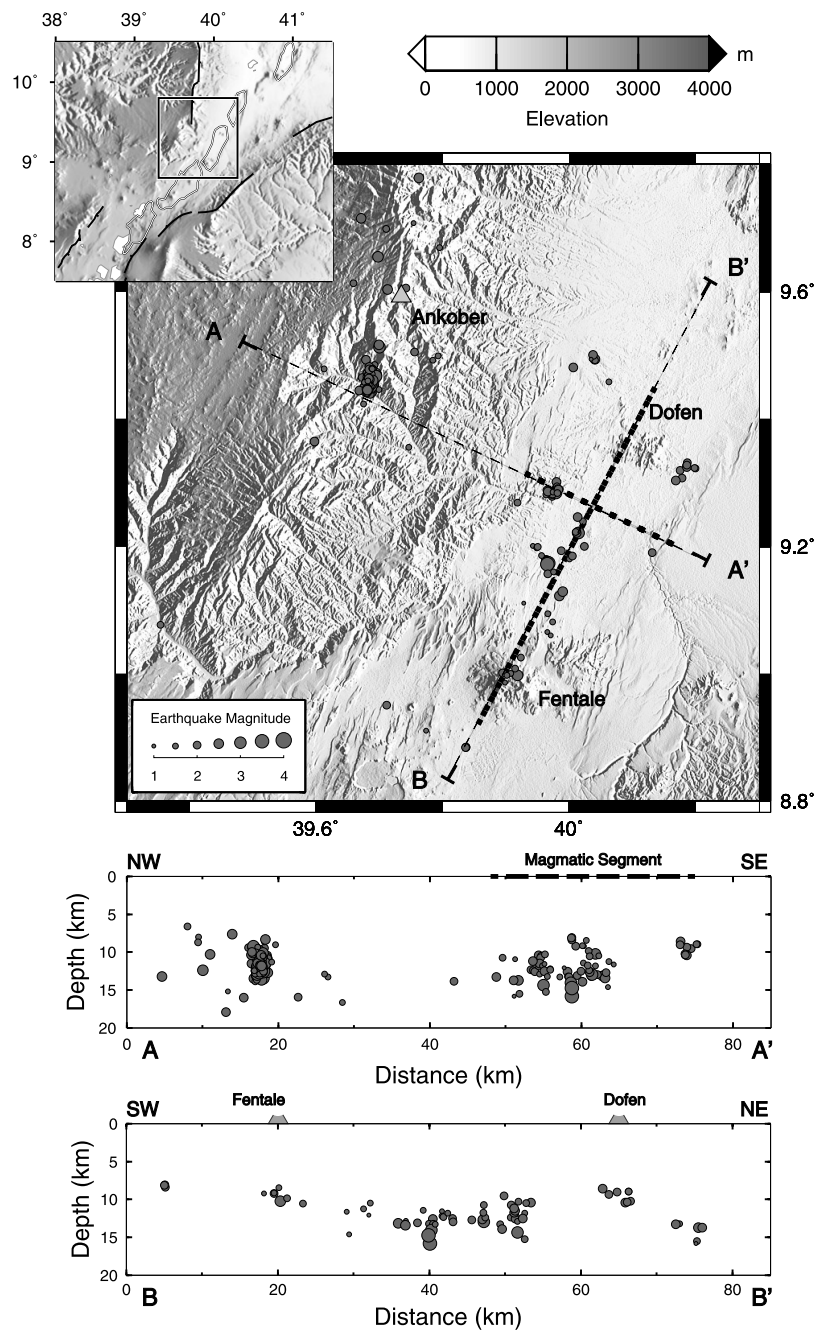 38˚ 39˚ 40˚ 41˚
10˚
9˚
8˚
m
0 1000 2000 3000 4000
Elevation
B'
9.6˚
Ankober
A
Dofen
9.2˚
A'
Fentale
Earthquake Magnitude
1 2 3 4
B
8.8˚
39.6˚ 40˚
NW Magmatic Segment SE
0
5
10
15
20
Depth (km)
0 20 40 60 80
A A'
Distance (km)
Fentale Dofen
SW NE
0
5
10
15
20
Depth (km)
0 20 40 60 80
B B'
Distance (km)